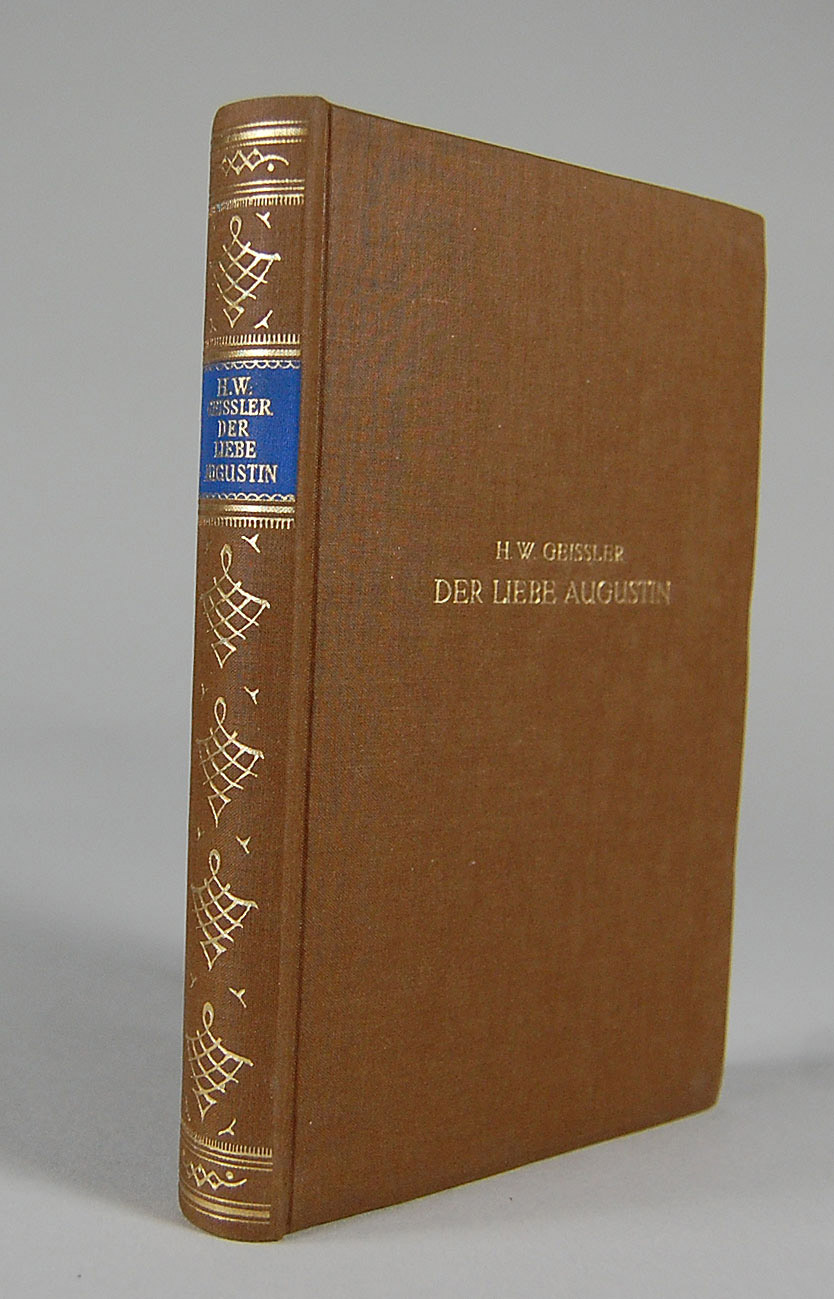 H.W.
GEISSLER
DER
LIEBE
AUGUSTIN
H. W. GEISSLER
DER LIEBE AUGUSTIN